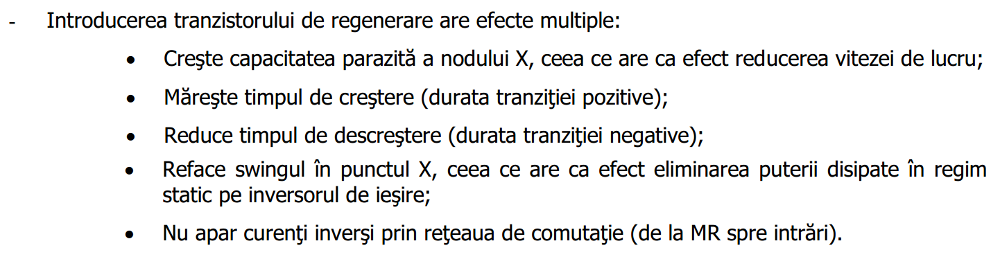 - Introducerea tranzistorului de regenerare are efecte multiple:
• Creşte capacitatea parazită a nodului X, ceea ce are ca efect reducerea vitezei de lucru;
• Măreşte timpul de creştere (durata tranziţiei pozitive);
• Reduce timpul de descreştere (durata tranziţiei negative);
• Reface swingul în punctul X, ceea ce are ca efect eliminarea puterii disipate în regim
static pe inversorul de ieşire;
• Nu apar curenţi inverşi prin reţeaua de comutaţie (de la MR spre intrări).